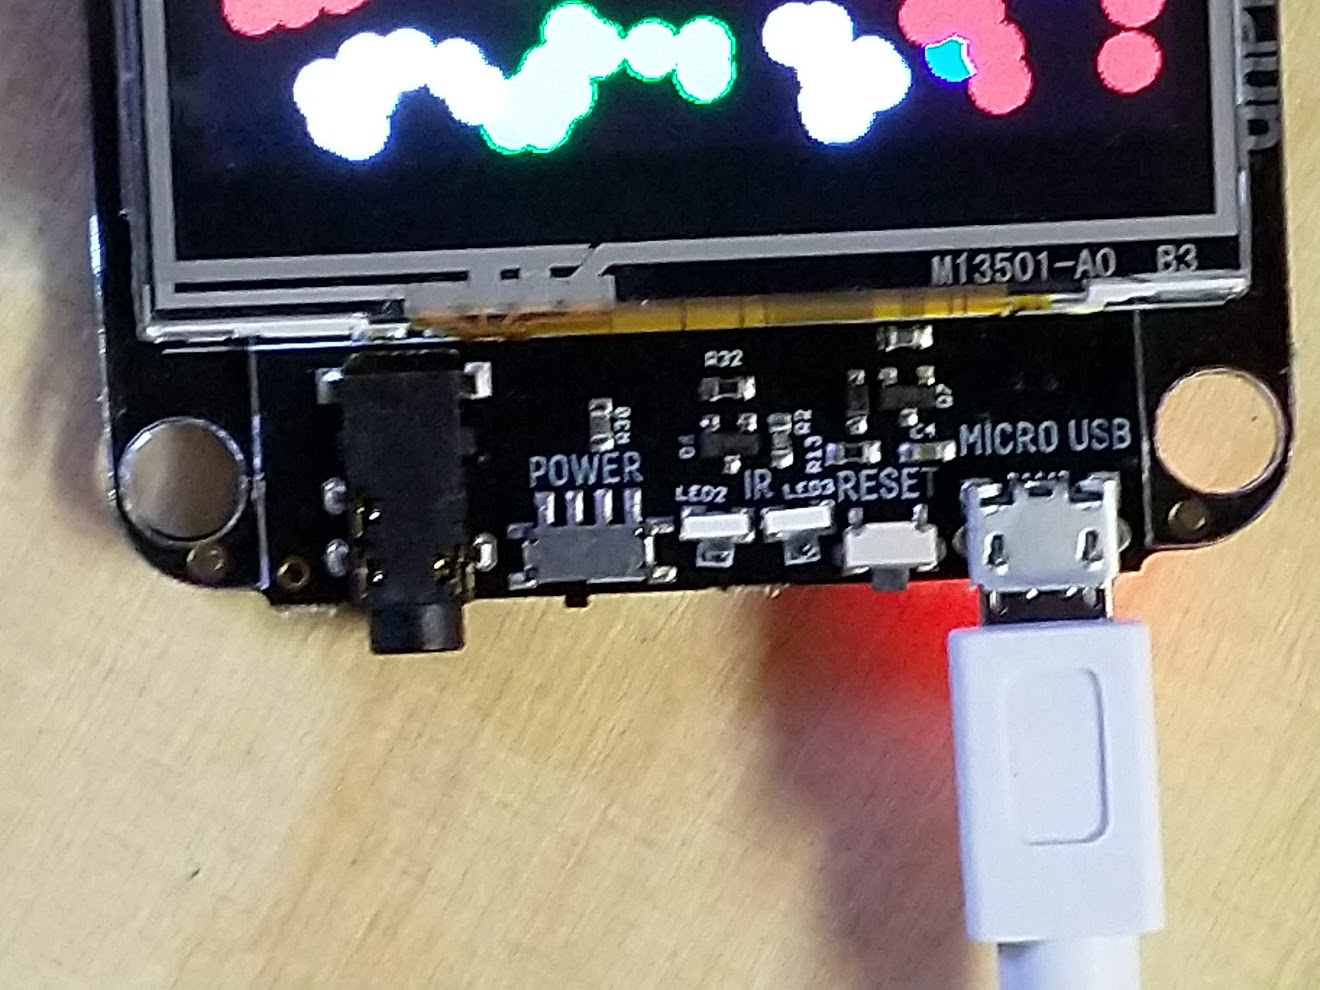 M13501-A0 B3
R32
R30
R2
R13
C4
MICRO USB
POWER
LED2 IR LED3 RESET